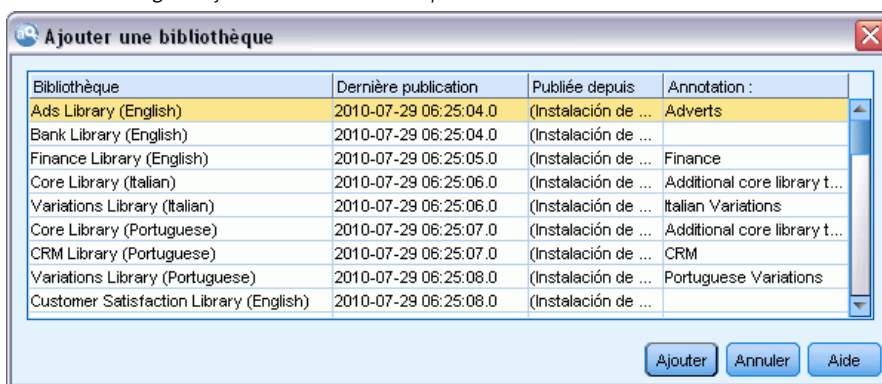 Ajouter une bibliothèque
Bibliothèque Dernière publication Publiée depuis Annotation :
Ads Library (English) 2010-07-29 06:25:04.0 (Instalación de ... Adverts
Bank Library (English) 2010-07-29 06:25:04.0 (Instalación de ...
Finance Library (English) 2010-07-29 06:25:05.0 (Instalación de ... Finance
Core Library (Italian) 2010-07-29 06:25:06.0 (Instalación de ... Additional core library t...
Variations Library (Italian) 2010-07-29 06:25:06.0 (Instalación de ... Italian Variations
Core Library (Portuguese) 2010-07-29 06:25:07.0 (Instalación de ... Additional core library t...
CRM Library (Portuguese) 2010-07-29 06:25:07.0 (Instalación de ... CRM
Variations Library (Portuguese) 2010-07-29 06:25:08.0 (Instalación de ... Portuguese Variations
Customer Satisfaction Library (English) 2010-07-29 06:25:08.0 (Instalación de ...
Ajouter Annuler Aide